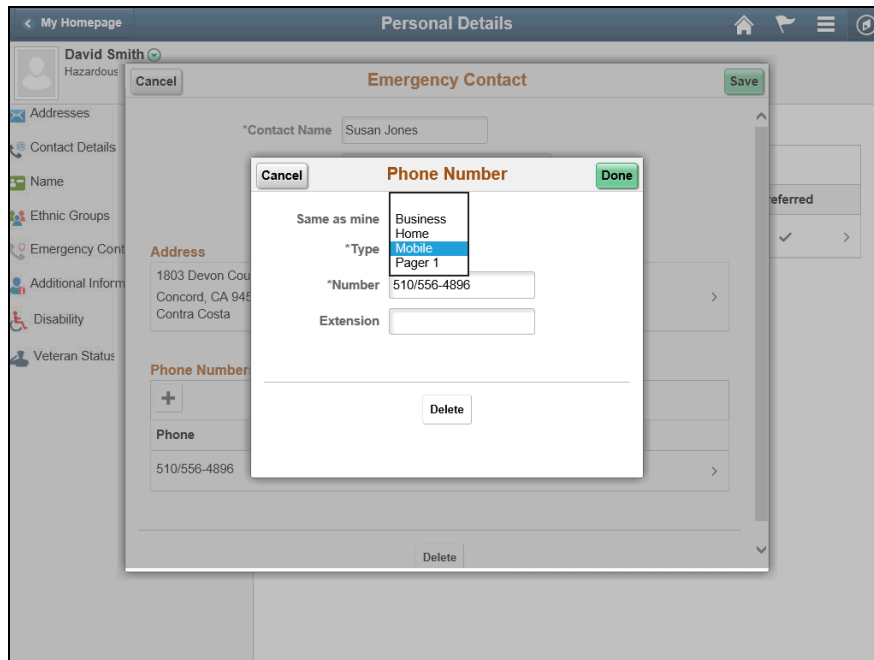 My Homepage
Personal Details
David Smith
Hazardous
Addresses
Contact Details
Name
Ethnic Groups
Emergency Cont
Additional Inform
Disability
Veteran Status
Cancel
Emergency Contact
Save
*Contact Name
Susan Jones
Address
1803 Devon Cou
Concord, CA 945
Contra Costa
Phone Number
Phone
510/556-4896
Delete
eferred
Cancel
Phone Number
Done
Same as mine
*Type
Business
Home
Mobile
Pager 1
*Number
510/556-4896
Extension
Delete